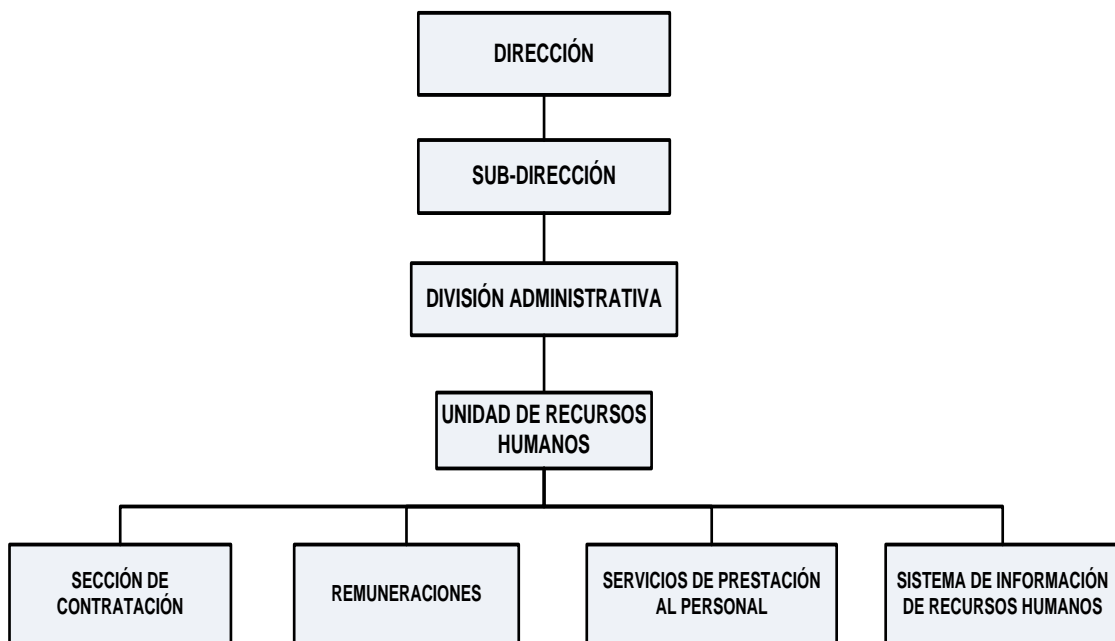 DIRECCIÓN
SUB-DIRECCIÓN
DIVISIÓN ADMINISTRATIVA
UNIDAD DE RECURSOS
HUMANOS
SECCIÓN DE
CONTRATACIÓN
REMUNERACIONES
SERVICIOS DE PRESTACIÓN
AL PERSONAL
SISTEMA DE INFORMACIÓN
DE RECURSOS HUMANOS